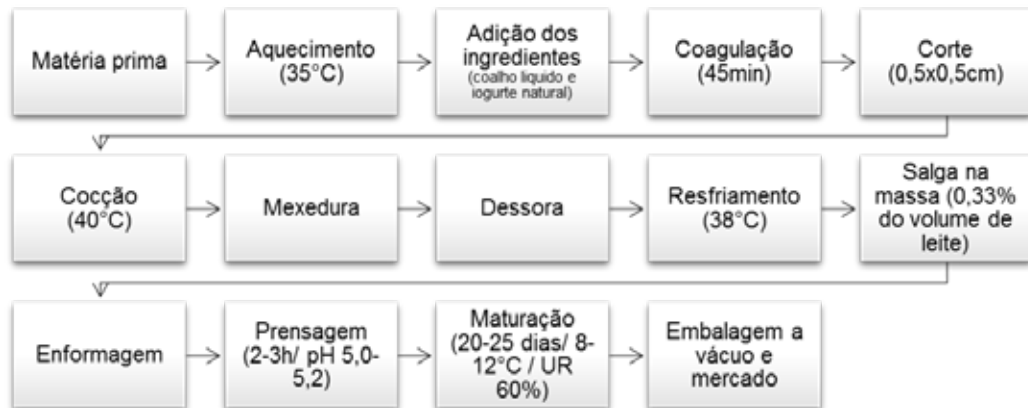 Matéria prima
Aquecimento
(35°C)
Adição dos
ingredientes
(coalho liquido e
iogurte natural)
Coagulação
(45min)
Corte
(0,5x0,5cm)
Cocção
(40°C)
Mexedura
Dessora
Resfriamento
(38°C)
Salga na
massa (0,33%
do volume de
leite)
Enformagem
Prensagem
(2-3h/ pH 5,0-
5,2)
Maturação
(20-25 dias/ 8-
12°C / UR
60%)
Embalagem a
vácuo e
mercado